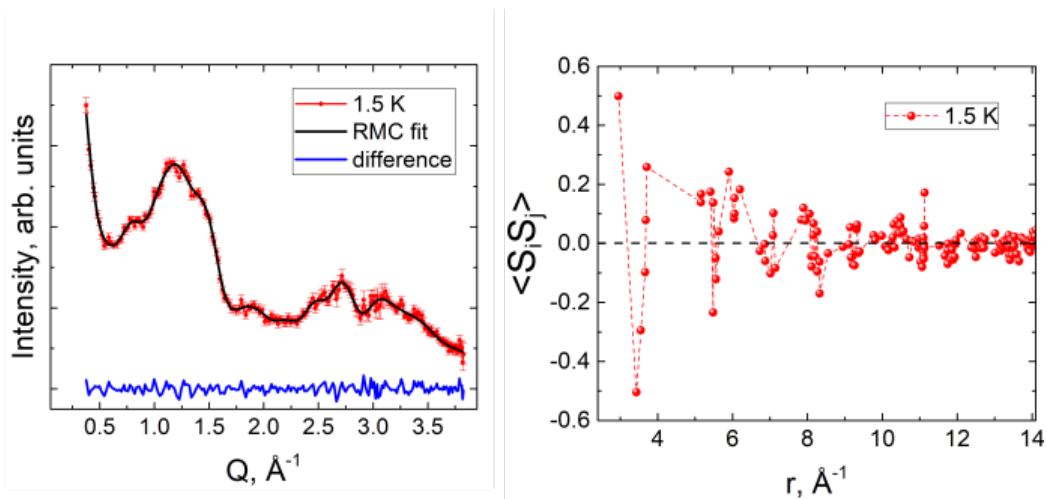 Intensity, arb. units
1.5 K
RMC fit
difference
0.5 1.0 1.5 2.0 2.5 3.0 3.5
Q, Å⁻¹
<SᵢSⱼ>
0.6
0.4
0.2
0.0
-0.2
-0.4
-0.6
1.5 K
4 6 8 10 12 14
r, Å⁻¹